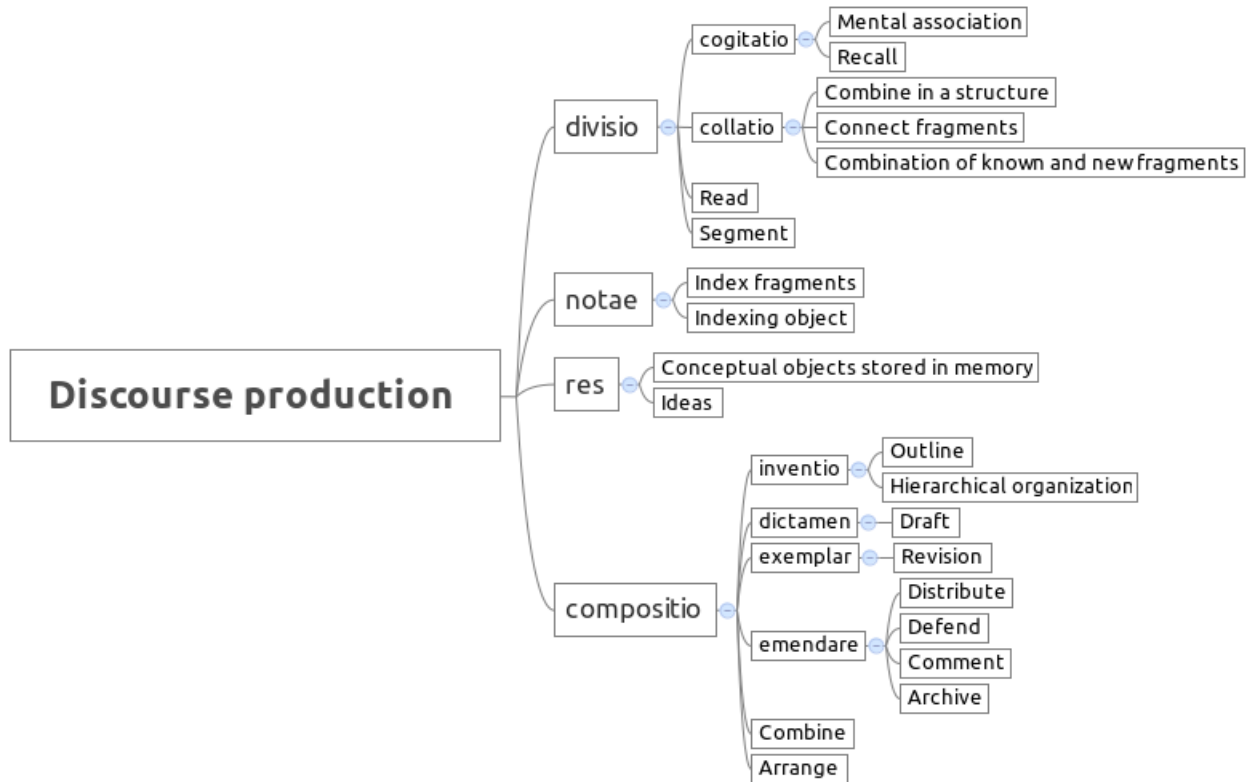 Discourse production
divisio
cogitatio
Mental association
Recall
collatio
Combine in a structure
Connect fragments
Combination of known and new fragments
Read
Segment
notae
Index fragments
Indexing object
res
Conceptual objects stored in memory
Ideas
compositio
inventio
Outline
Hierarchical organization
dictamen
Draft
exemplar
Revision
emendare
Distribute
Defend
Comment
Archive
Combine
Arrange